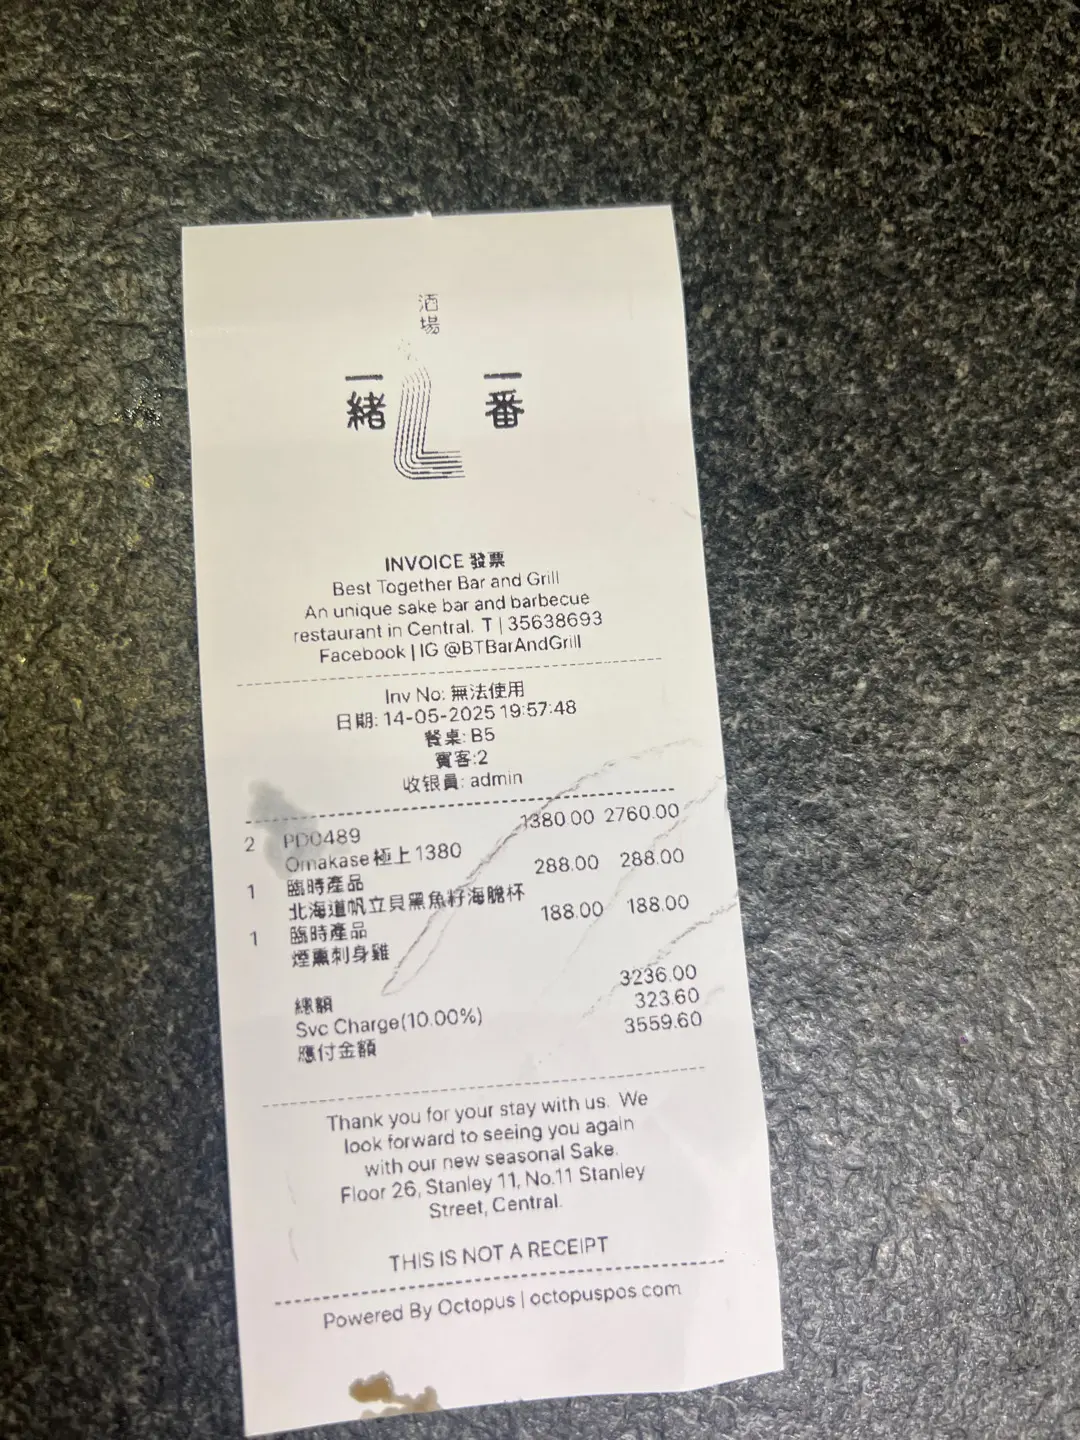 酒
場
一
緒
一
番
INVOICE 發票
Best Together Bar and Grill
An unique sake bar and barbecue
restaurant in Central. T | 35638693
Facebook | IG @BTBarAndGrill
Inv No: 無法使用
日期: 14-05-2025 19:57:48
餐桌: B5
賓客:2
收银員: admin
2 PD0489 1380.00 2760.00
Omakase 極上 1380
1 臨時產品 288.00 288.00
北海道帆立貝黑魚籽海膽杯
1 臨時產品 188.00 188.00
煙熏刺身雞
總額 3236.00
Svc Charge(10.00%) 323.60
應付金額 3559.60
Thank you for your stay with us. We
look forward to seeing you again
with our new seasonal Sake.
Floor 26, Stanley 11, No.11 Stanley
Street, Central.
THIS IS NOT A RECEIPT
Powered By Octopus | octopuspos.com